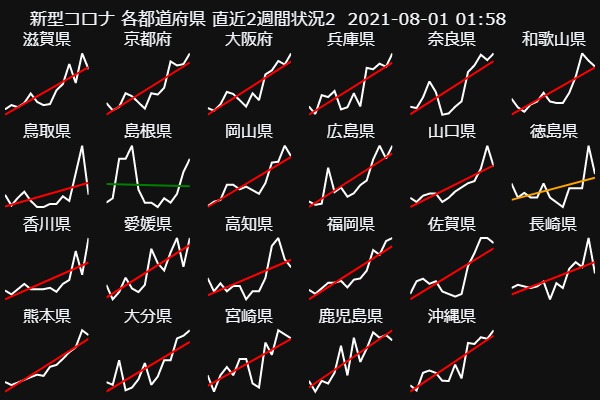 新型コロナ 各都道府県 直近2週間状況2 2021-08-01 01:58
滋賀県 京都府 大阪府 兵庫県 奈良県 和歌山県
鳥取県 島根県 岡山県 広島県 山口県 徳島県
香川県 愛媛県 高知県 福岡県 佐賀県 長崎県
熊本県 大分県 宮崎県 鹿児島県 沖縄県